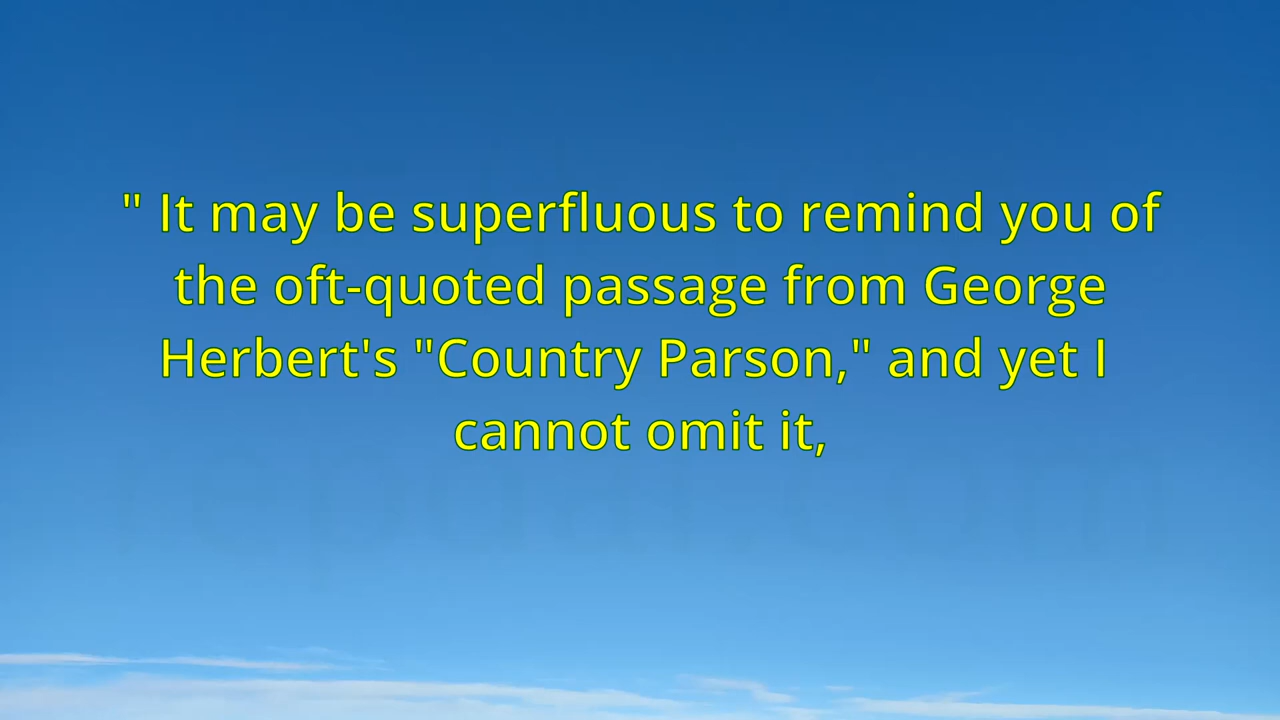 " It may be superfluous to remind you of
the oft-quoted passage from George
Herbert's "Country Parson," and yet I
cannot omit it,